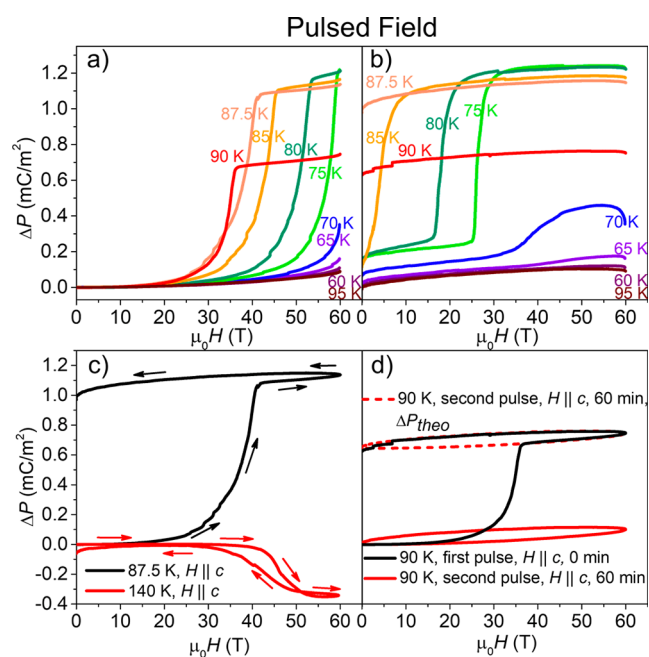 Pulsed Field
a)
ΔP (mC/m²)
1.2
1.0
0.8
0.6
0.4
0.2
0.0
87.5 K
85 K
90 K
80 K
75 K
70 K
65 K
60 K
95 K
0 10 20 30 40 50 60
μ₀H (T)
b)
87.5 K
85 K
80 K
75 K
90 K
70 K
65 K
60 K
95 K
0 10 20 30 40 50 60
μ₀H (T)
c)
ΔP (mC/m²)
1.2
1.0
0.8
0.6
0.4
0.2
0.0
-0.2
-0.4
87.5 K, H || c
140 K, H || c
0 10 20 30 40 50 60
μ₀H (T)
d)
90 K, second pulse, H || c, 60 min,
ΔPtheo
90 K, first pulse, H || c, 0 min
90 K, second pulse, H || c, 60 min
0 10 20 30 40 50 60
μ₀H (T)